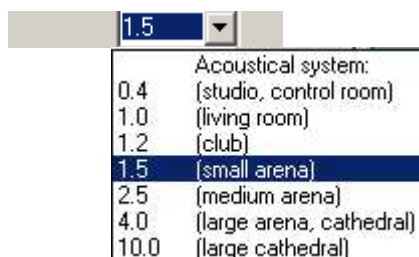 1.5
Acoustical system:
0.4 (studio, control room)
1.0 (living room)
1.2 (club)
1.5 (small arena)
2.5 (medium arena)
4.0 (large arena, cathedral)
10.0 (large cathedral)